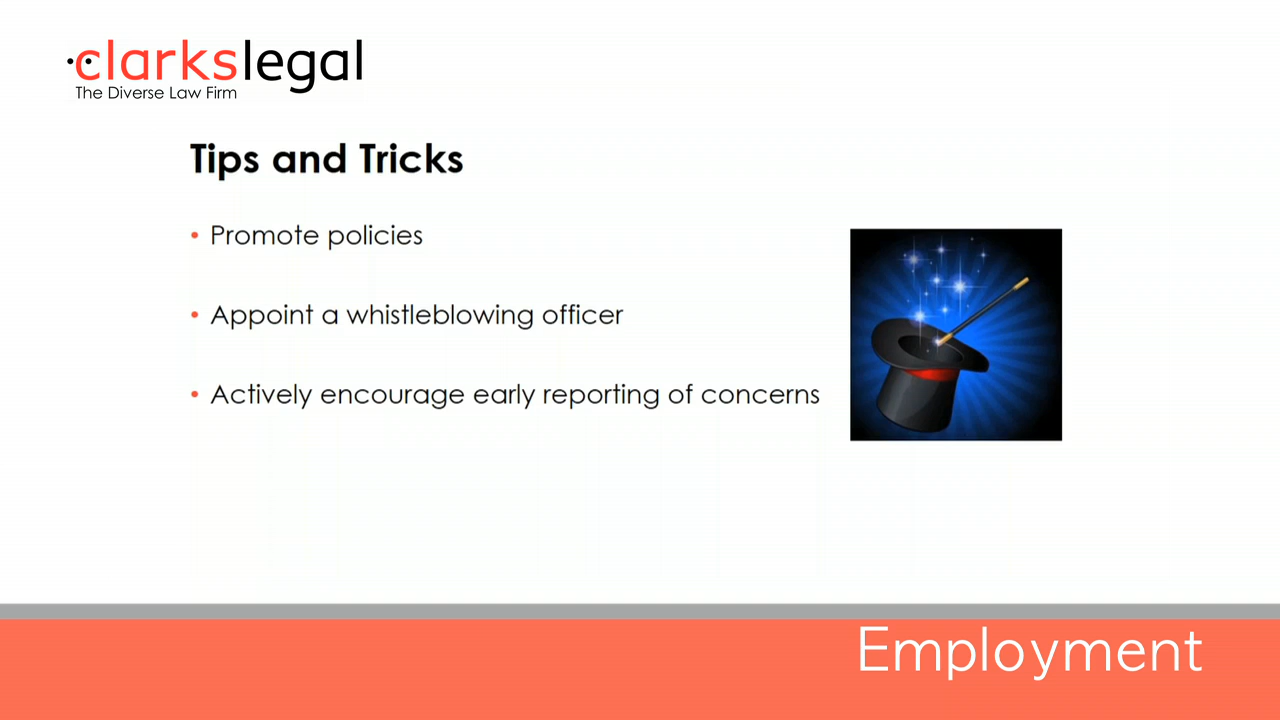 clarkslegal
The Diverse Law Firm
Tips and Tricks
• Promote policies
• Appoint a whistleblowing officer
• Actively encourage early reporting of concerns
Employment